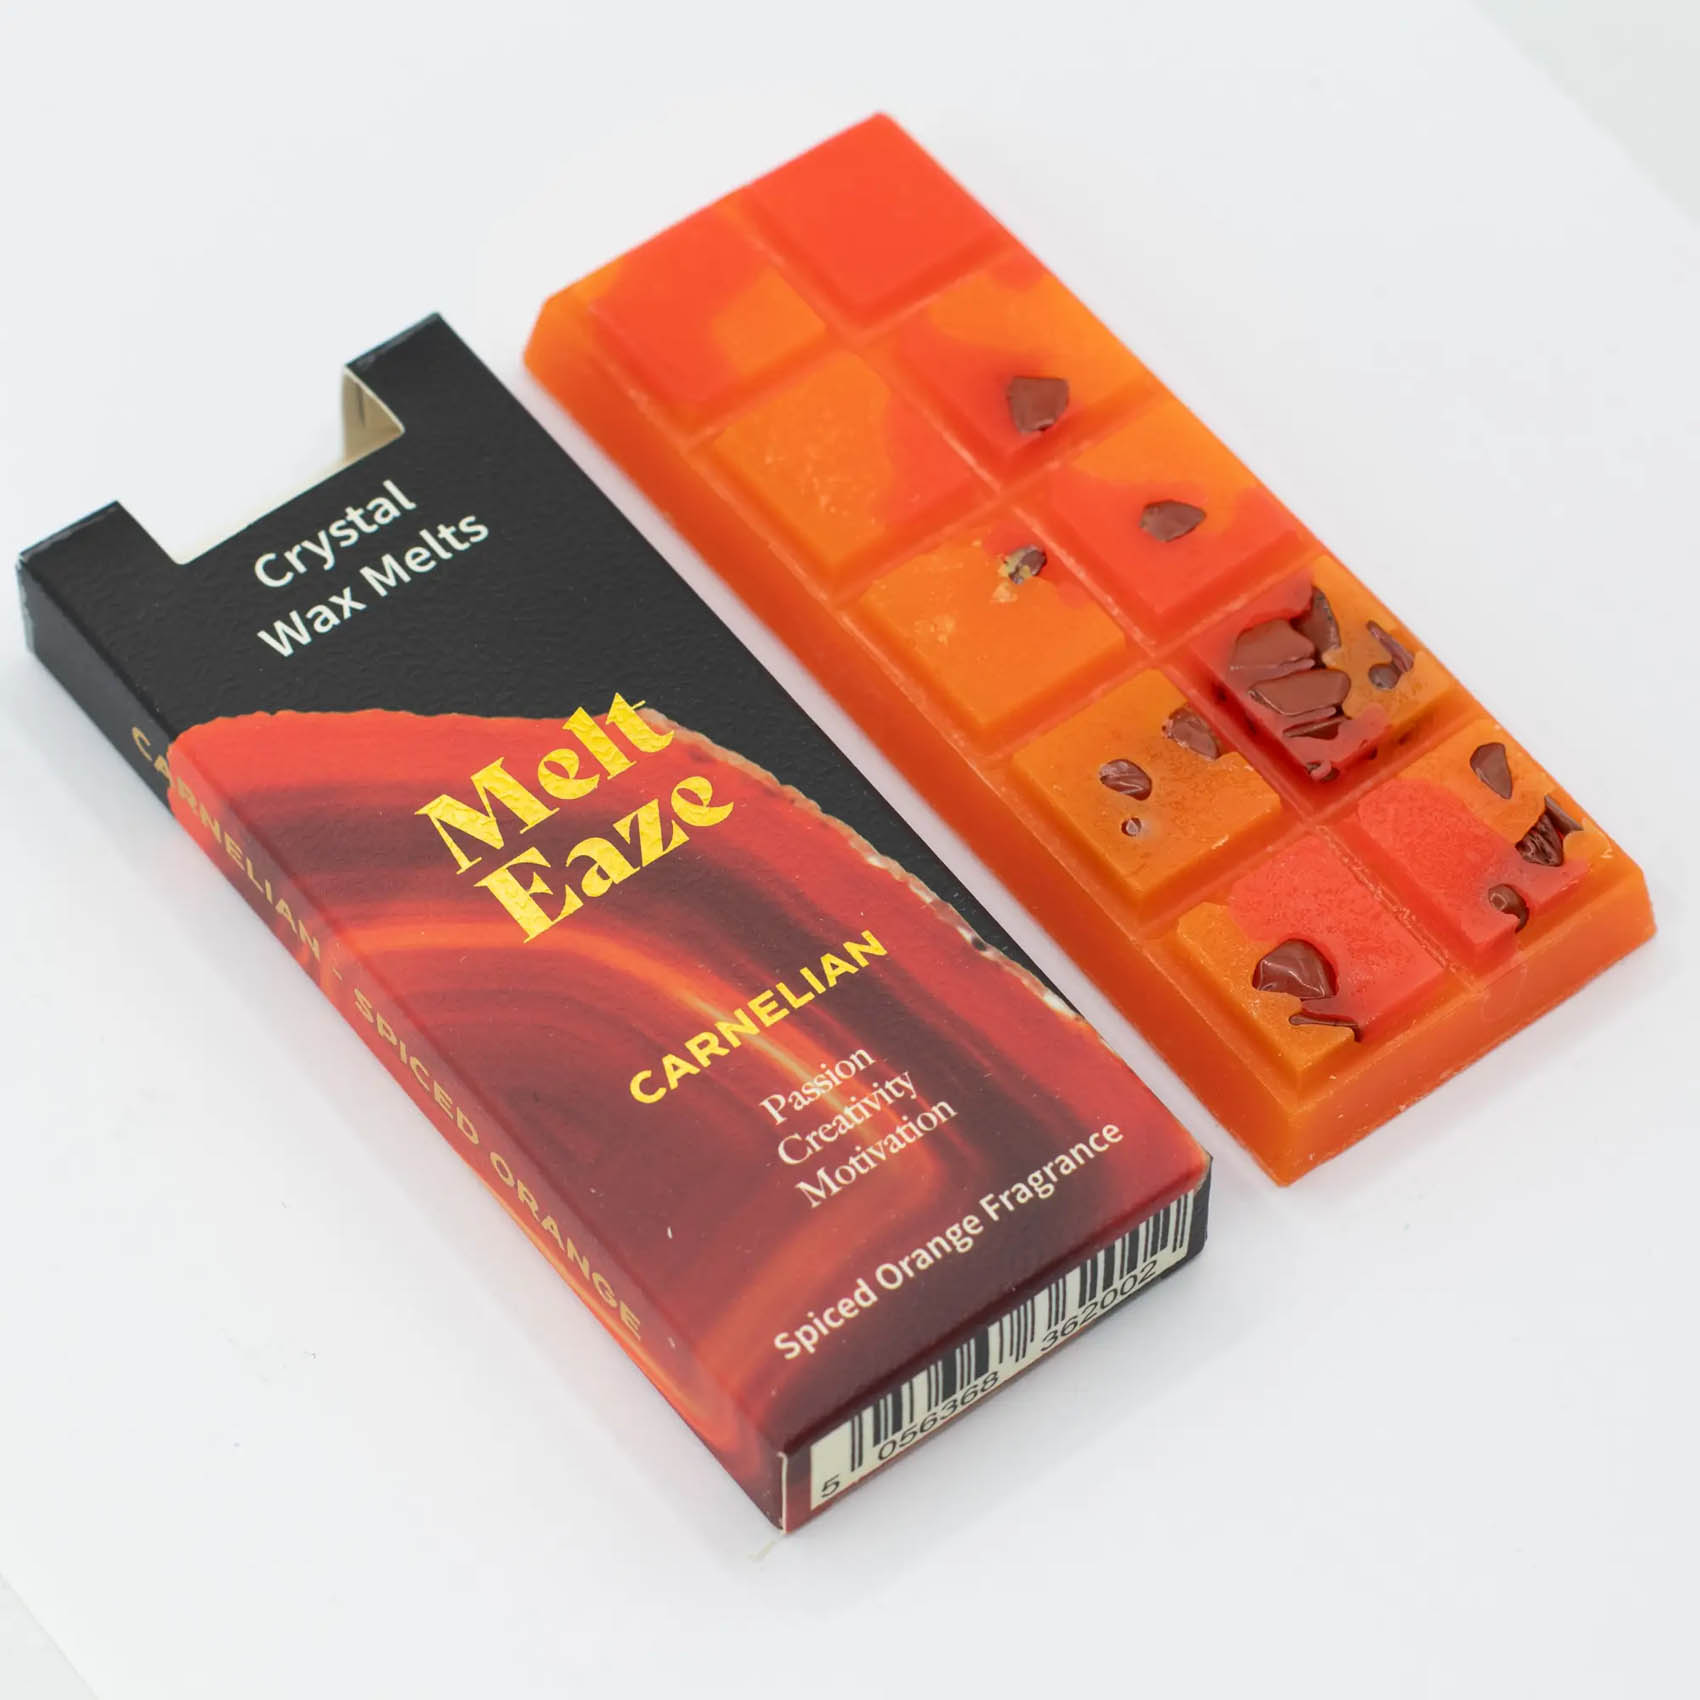 Crystal
Wax Melts
Melt
Eaze
CARNELIAN
Passion
Creativity
Motivation
Spiced Orange Fragrance
CARNELIAN - SPICED ORANGE
5 056368 362002